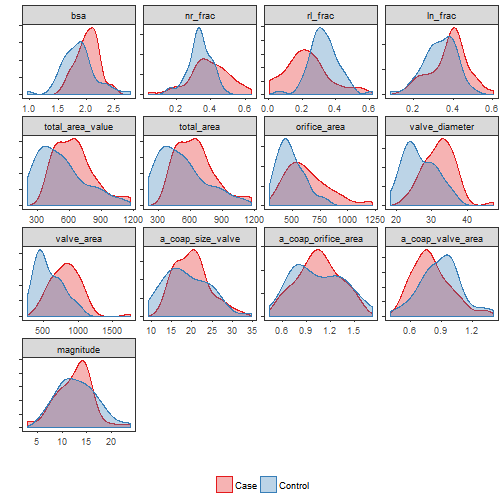 bsa nr_frac rl_frac ln_frac
1.0 1.5 2.0 2.5 0.2 0.4 0.6 0.0 0.2 0.4 0.6 0.2 0.4 0.6
total_area_value total_area orifice_area valve_diameter
300 600 900 1200 300 600 900 1200 500 750 1000 1250 20 30 40
valve_area a_coap_size_valve a_coap_orifice_area a_coap_valve_area
500 1000 1500 10 15 20 25 30 35 0.6 0.9 1.2 1.5 0.6 0.9 1.2
magnitude
5 10 15 20
Case Control